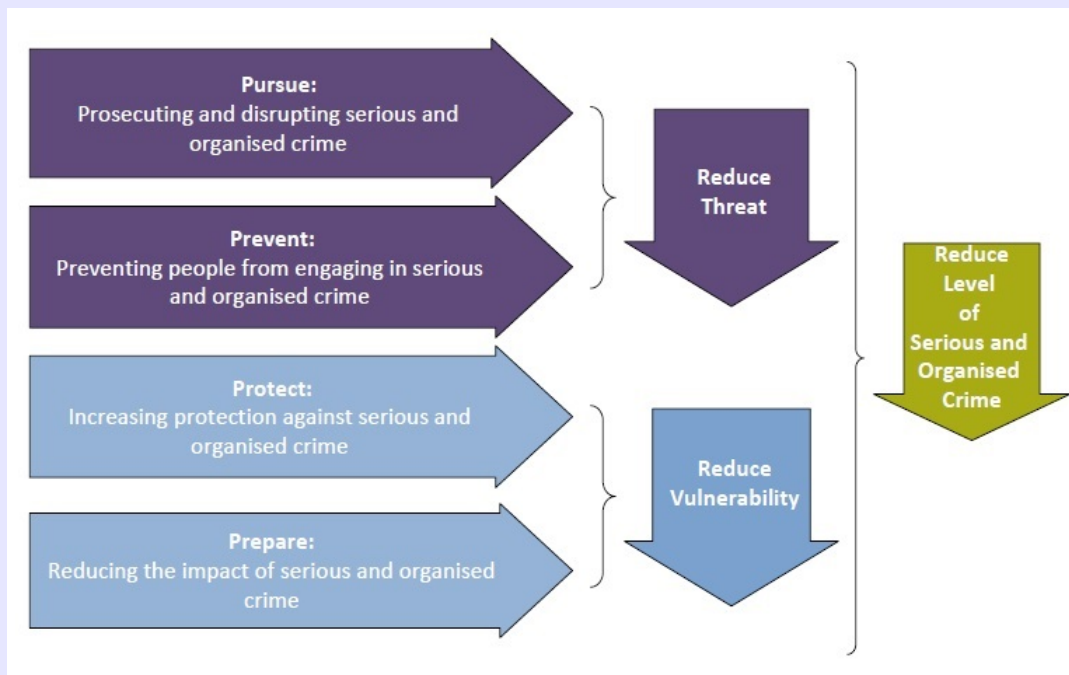 Pursue:
Prosecuting and disrupting serious and
organised crime
Prevent:
Preventing people from engaging in serious
and organised crime
Protect:
Increasing protection against serious and
organised crime
Prepare:
Reducing the impact of serious and organised
crime
Reduce
Threat
Reduce
Vulnerability
Reduce
Level
of
Serious and
Organised
Crime